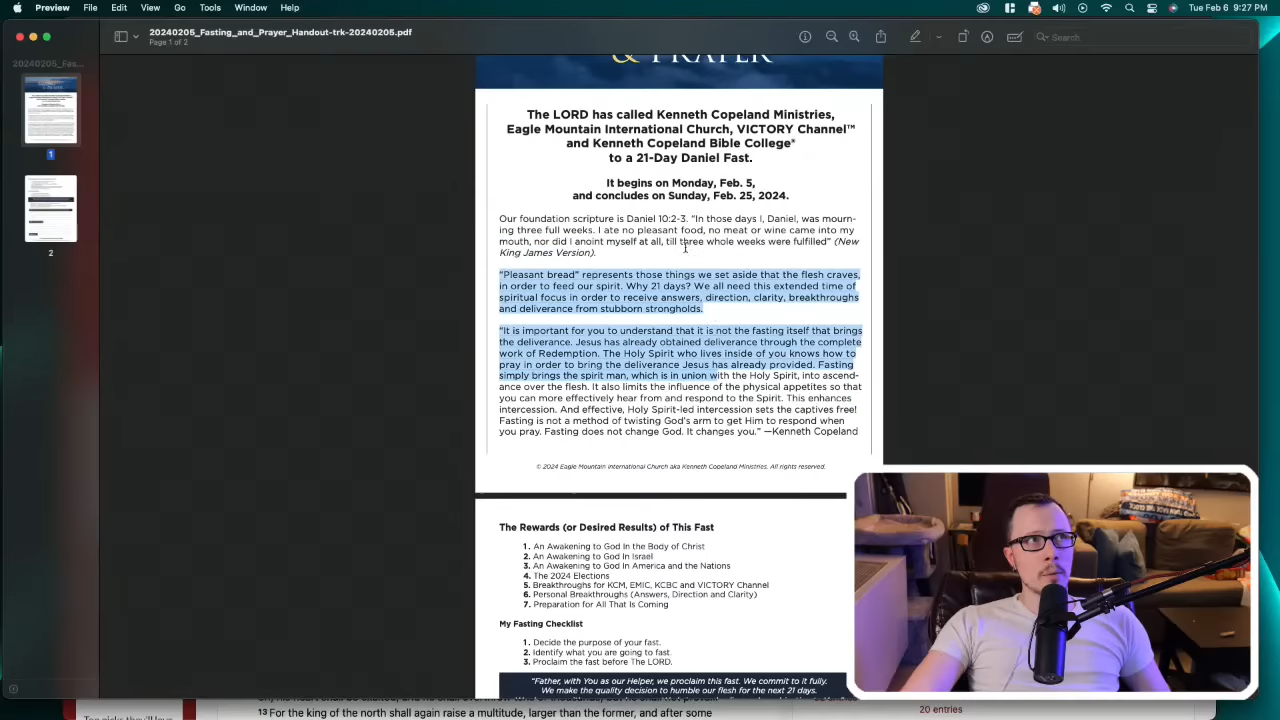 Preview File Edit View Go Tools Window Help Tue Feb 6 9:27 PM
20240205_Fasting_and_Prayer_Handout-trk-20240205.pdf
Page 1 of 2
Search
20240205_Fas...
1
2
& PRAYER
The LORD has called Kenneth Copeland Ministries,
Eagle Mountain International Church, VICTORY Channel™
and Kenneth Copeland Bible College®
to a 21-Day Daniel Fast.
It begins on Monday, Feb. 5,
and concludes on Sunday, Feb. 25, 2024.
Our foundation scripture is Daniel 10:2-3. “In those days I, Daniel, was mourn-
ing three full weeks. I ate no pleasant food, no meat or wine came into my
mouth, nor did I anoint myself at all, till three whole weeks were fulfilled” (New
King James Version).
“Pleasant bread” represents those things we set aside that the flesh craves,
in order to feed our spirit. Why 21 days? We all need this extended time of
spiritual focus in order to receive answers, direction, clarity, breakthroughs
and deliverance from stubborn strongholds.
“It is important for you to understand that it is not the fasting itself that brings
the deliverance. Jesus has already obtained deliverance through the complete
work of Redemption. The Holy Spirit who lives inside of you knows how to
pray in order to bring the deliverance Jesus has already provided. Fasting
simply brings the spirit man, which is in union with the Holy Spirit, into ascend-
ance over the flesh. It also limits the influence of the physical appetites so that
you can more effectively hear from and respond to the Spirit. This enhances
intercession. And effective, Holy Spirit-led intercession sets the captives free!
Fasting is not a method of twisting God’s arm to get Him to respond when
you pray. Fasting does not change God. It changes you.” —Kenneth Copeland
© 2024 Eagle Mountain International Church aka Kenneth Copeland Ministries. All rights reserved.
The Rewards (or Desired Results) of This Fast
1. An Awakening to God In the Body of Christ
2. An Awakening to God In Israel
3. An Awakening to God In America and the Nations
4. The 2024 Elections
5. Breakthroughs for KCM, EMIC, KCBC and VICTORY Channel
6. Personal Breakthroughs (Answers, Direction and Clarity)
7. Preparation for All That Is Coming
My Fasting Checklist
1. Decide the purpose of your fast.
2. Identify what you are going to fast.
3. Proclaim the fast before The LORD.
“Father, with You as our Helper, we proclaim this fast. We commit to it fully.
We make the quality decision to humble our flesh for the next 21 days.
13 For the king of the north shall again raise a multitude, larger than the former, and after some
20 entries